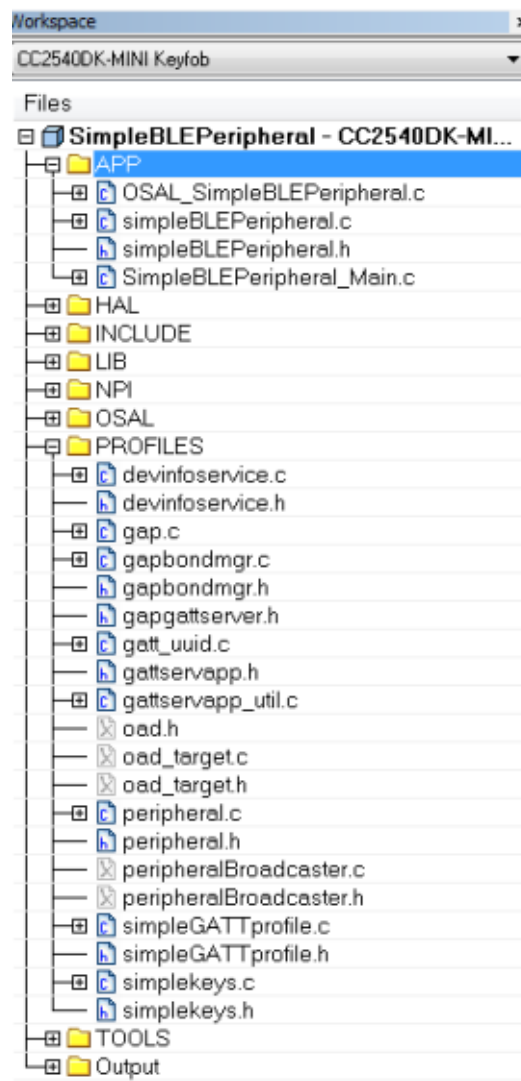 Workspace
CC2540DK-MINI Keyfob
Files
SimpleBLEPeripheral - CC2540DK-MI...
APP
OSAL_SimpleBLEPeripheral.c
simpleBLEPeripheral.c
simpleBLEPeripheral.h
SimpleBLEPeripheral_Main.c
HAL
INCLUDE
LIB
NPI
OSAL
PROFILES
devinfoservice.c
devinfoservice.h
gap.c
gapbondmgr.c
gapbondmgr.h
gapgattserver.h
gatt_uuid.c
gattservapp.h
gattservapp_util.c
oad.h
oad_target.c
oad_target.h
peripheral.c
peripheral.h
peripheralBroadcaster.c
peripheralBroadcaster.h
simpleGATTprofile.c
simpleGATTprofile.h
simplekeys.c
simplekeys.h
TOOLS
Output